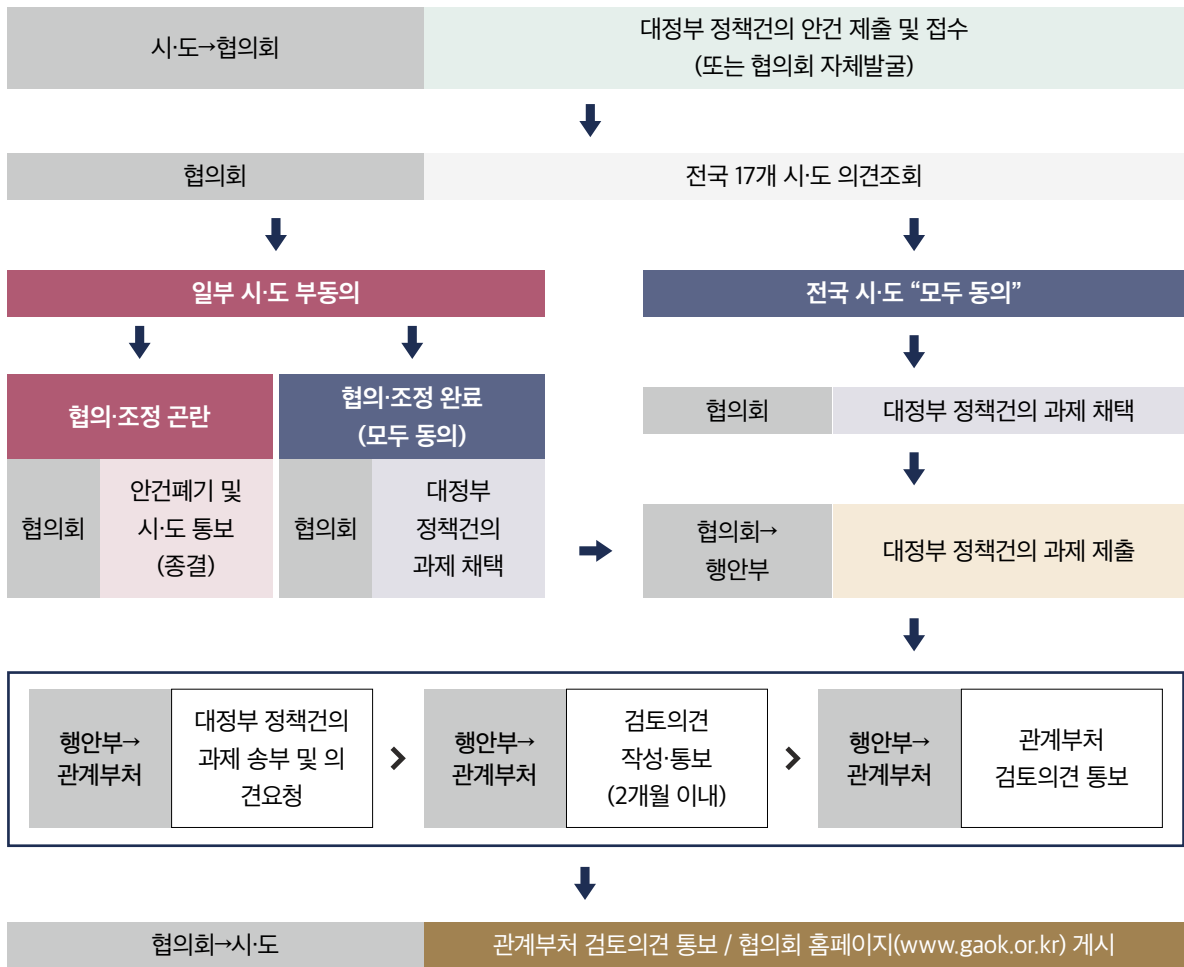 시·도→협의회
대정부 정책건의 안건 제출 및 접수
(또는 협의회 자체발굴)
협의회
전국 17개 시·도 의견조회
일부 시·도 부동의
전국 시·도 “모두 동의”
협의·조정 곤란
협의·조정 완료
(모두 동의)
협의회
대정부 정책건의 과제 채택
협의회
안건폐기 및
시·도 통보
(종결)
협의회
대정부
정책건의
과제 채택
협의회→
행안부
대정부 정책건의 과제 제출
행안부→
관계부처
대정부 정책건의
과제 송부 및 의
견요청
행안부→
관계부처
검토의견
작성·통보
(2개월 이내)
행안부→
관계부처
관계부처
검토의견 통보
협의회→시·도
관계부처 검토의견 통보 / 협의회 홈페이지(www.gaok.or.kr) 게시